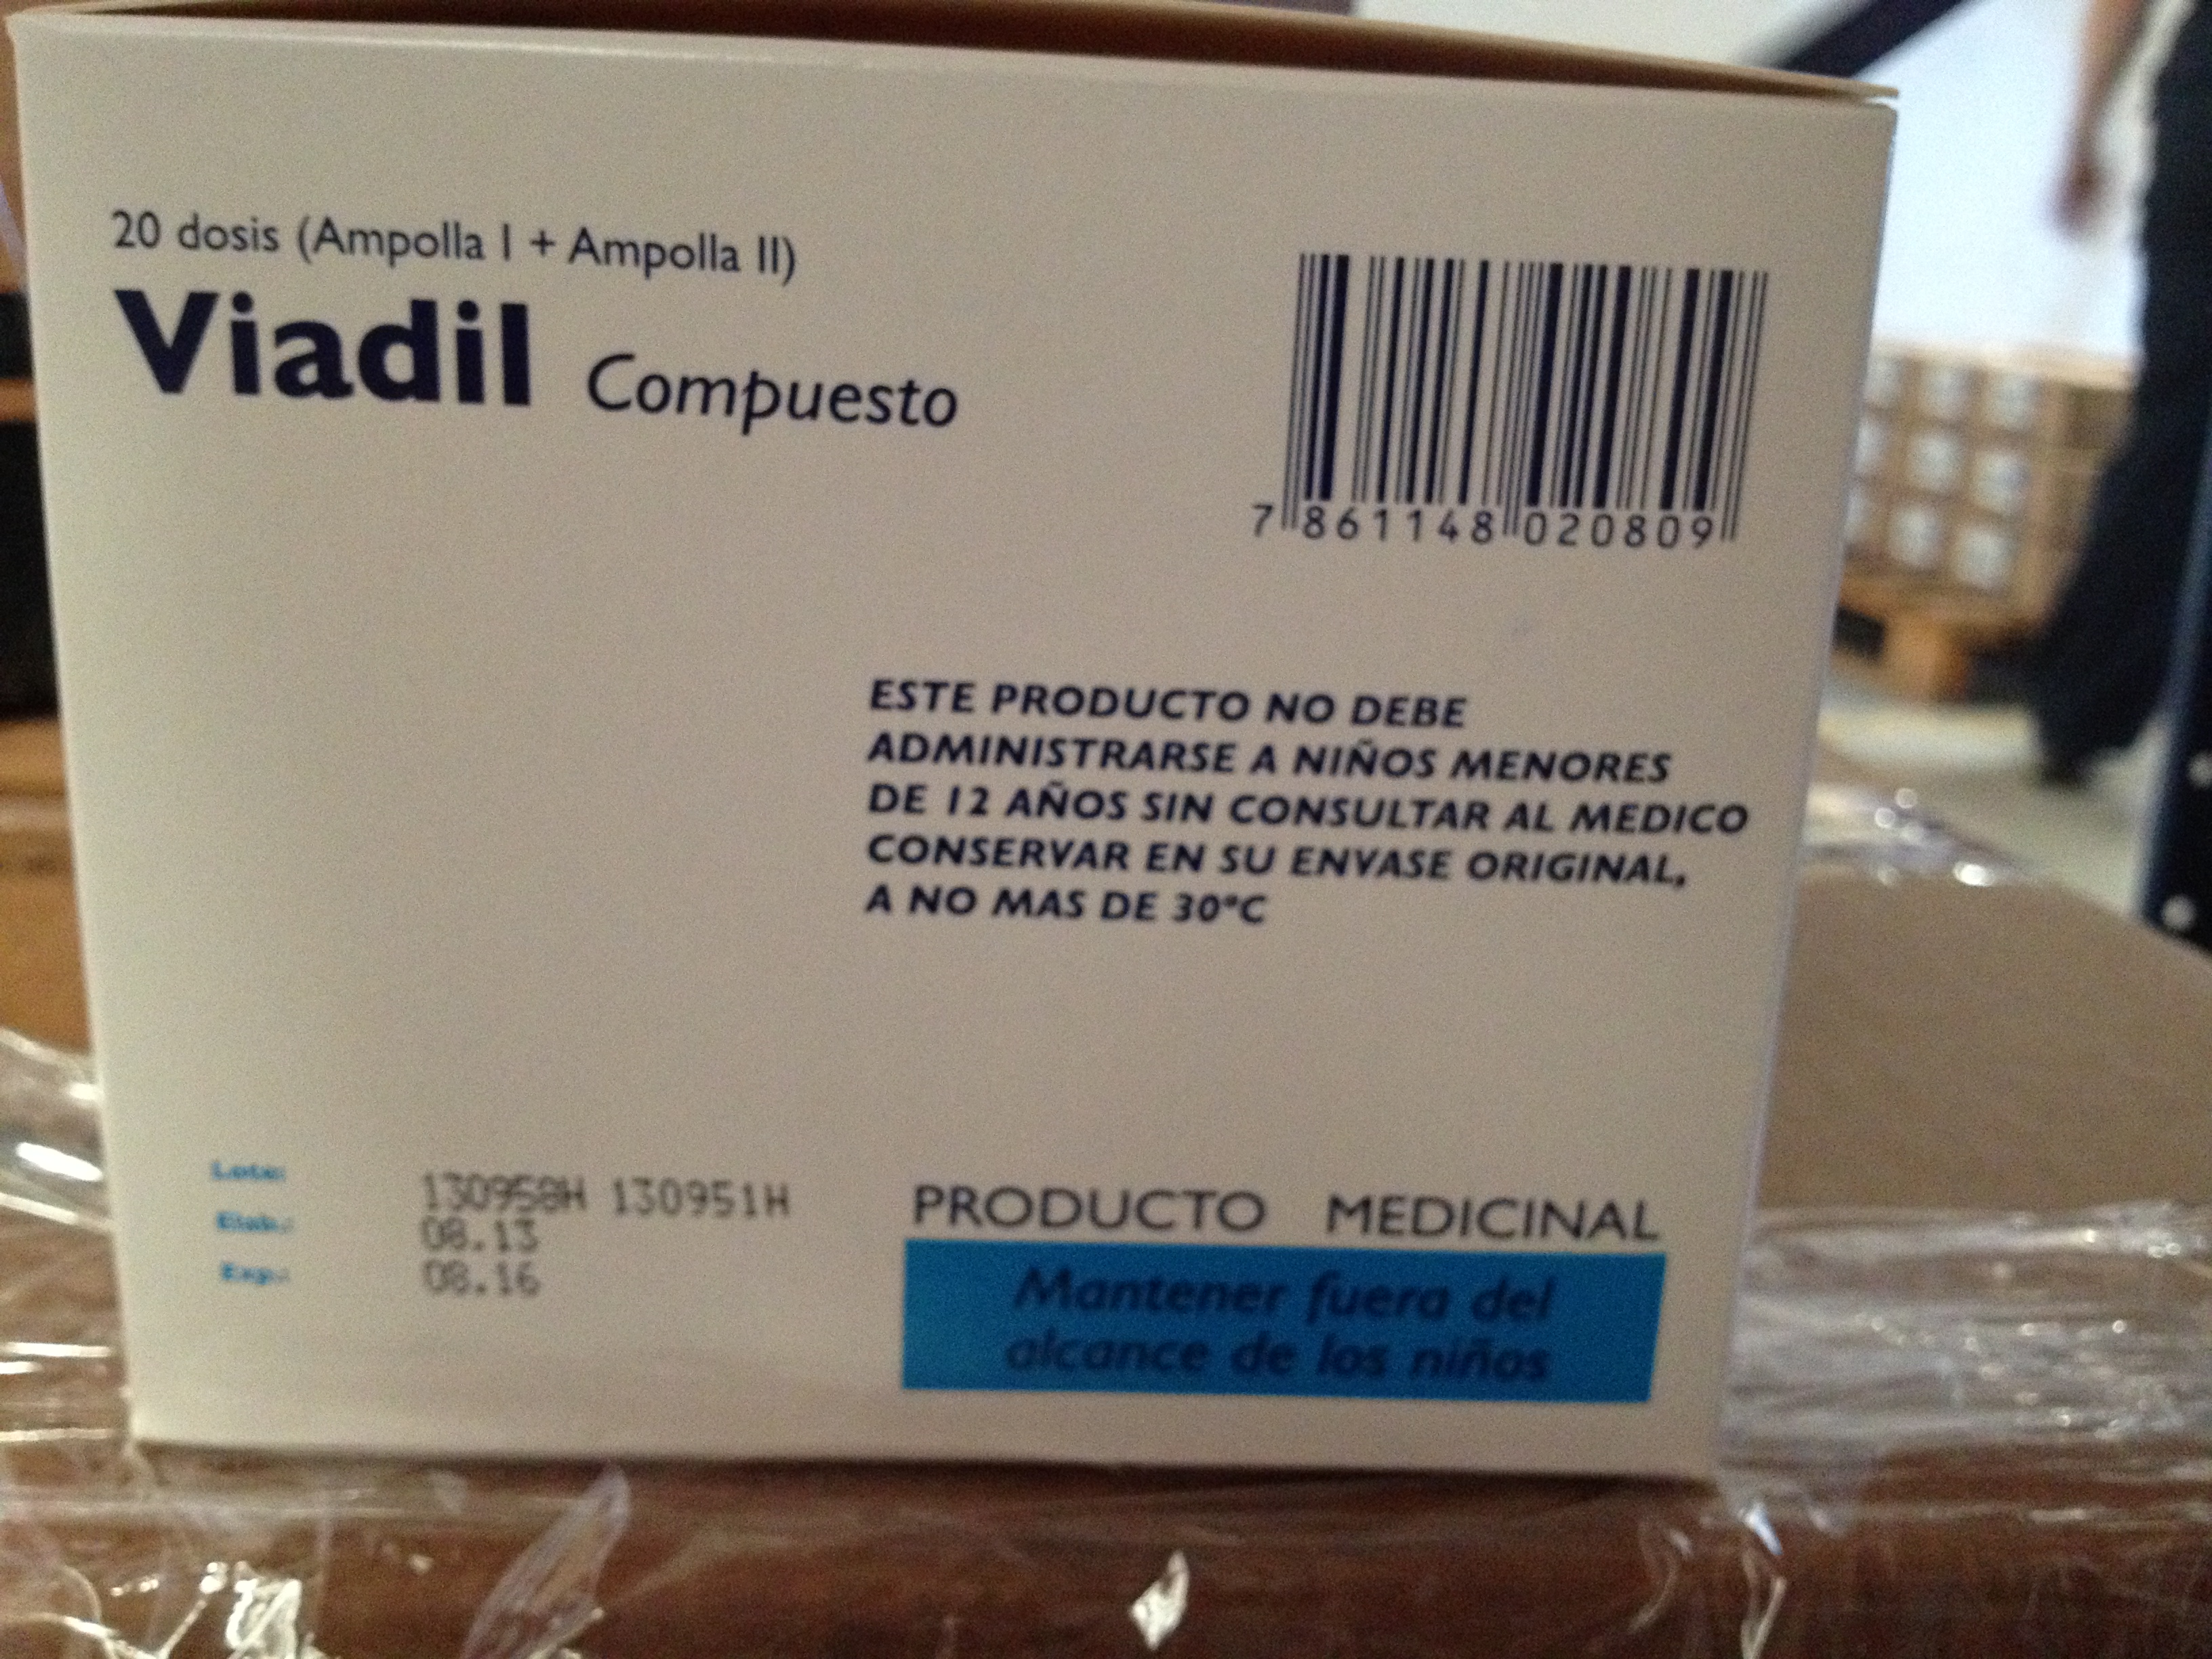 20 dosis (Ampolla I + Ampolla II)
Viadil Compuesto
7 861148 020809
ESTE PRODUCTO NO DEBE
ADMINISTRARSE A NIÑOS MENORES
DE 12 AÑOS SIN CONSULTAR AL MEDICO
CONSERVAR EN SU ENVASE ORIGINAL,
A NO MAS DE 30°C
Lote: 130958H 130951H
Elab.: 08.13
Exp.: 08.16
PRODUCTO MEDICINAL
Mantener fuera del
alcance de los niños